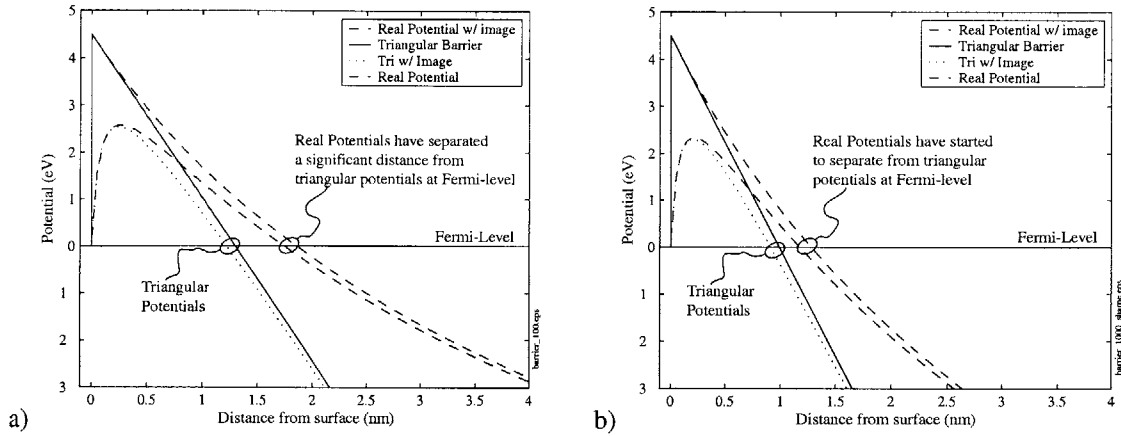 Real Potential w/ image
Triangular Barrier
Tri w/ Image
Real Potential
5
4
3
2
1
0
1
2
3
Potential (eV)
Real Potentials have separated
a significant distance from
triangular potentials at Fermi-level
Fermi-Level
Triangular
Potentials
barrier_100.eps
0 0.5 1 1.5 2 2.5 3 3.5 4
Distance from surface (nm)
a)
Real Potential w/ image
Triangular Barrier
Tri w/ Image
Real Potential
5
4
3
2
1
0
1
2
3
Potential (eV)
Real Potentials have started
to separate from triangular
potentials at Fermi-level
Fermi-Level
Triangular
Potentials
0 0.5 1 1.5 2 2.5 3 3.5 4
Distance from surface (nm)
b)